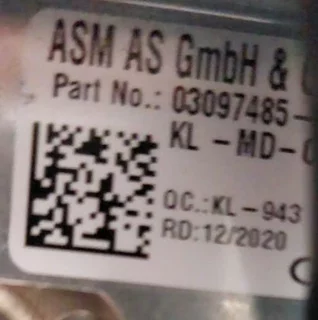 ASM AS GmbH &
Part No.: 03097485-
KL-MD-
QC.:KL-943
RD:12/2020